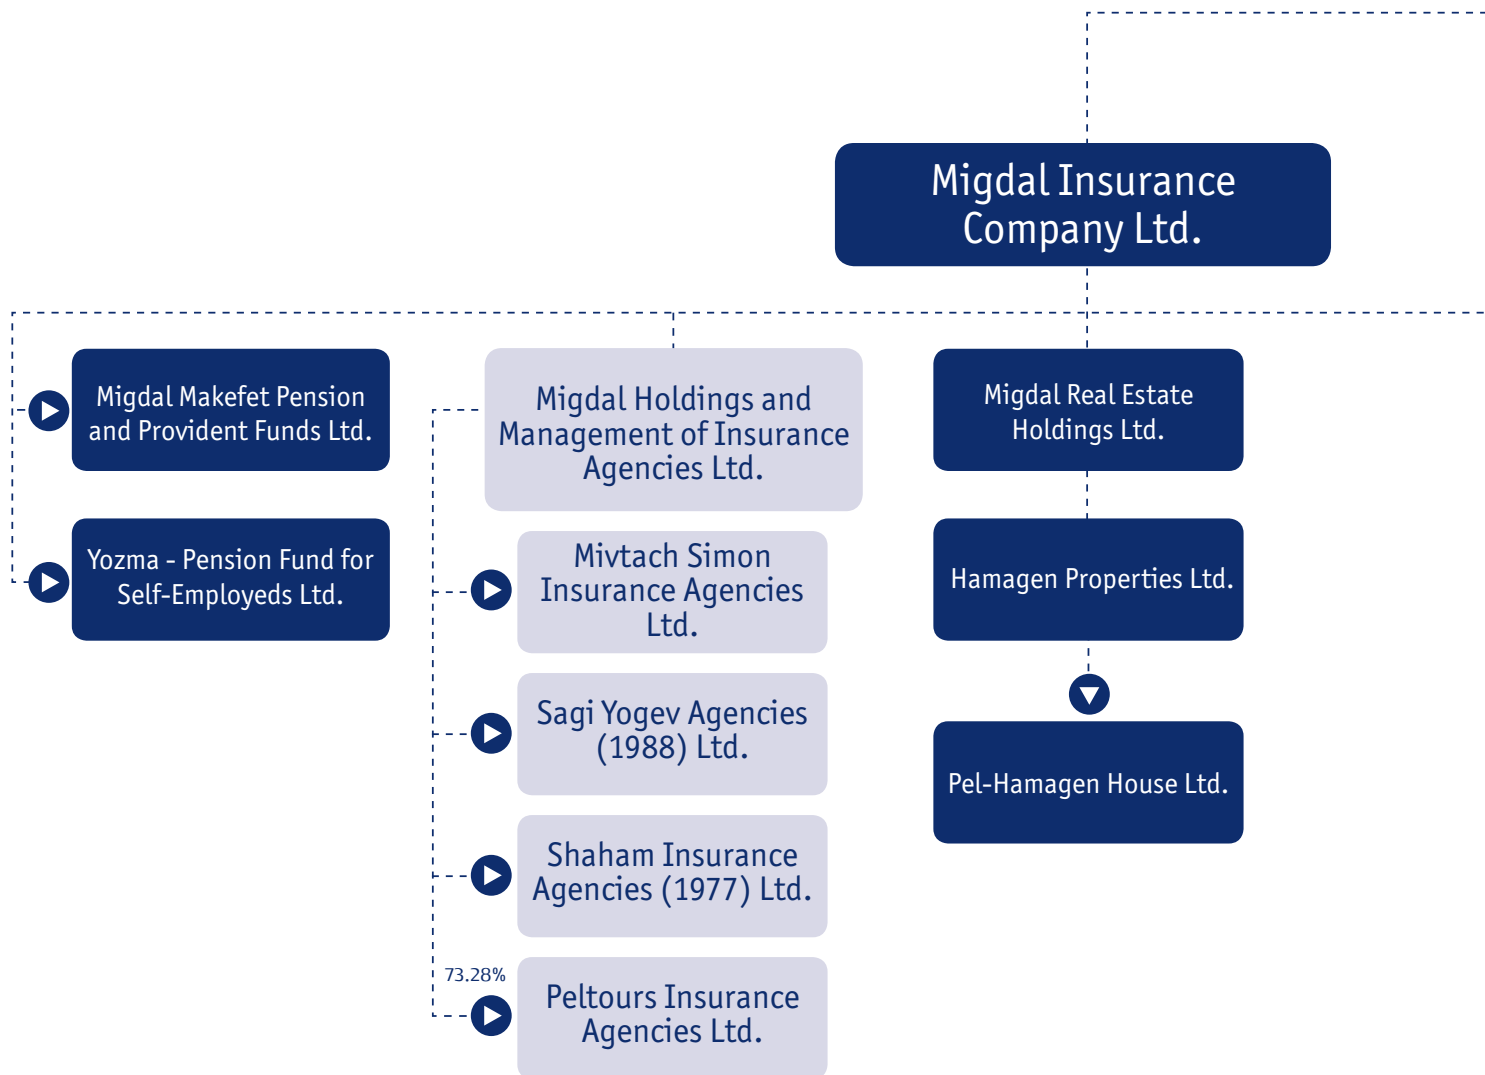 Migdal Insurance
Company Ltd.
Migdal Makefet Pension
and Provident Funds Ltd.
Yozma - Pension Fund for
Self-Employeds Ltd.
Migdal Holdings and
Management of Insurance
Agencies Ltd.
Mivtach Simon
Insurance Agencies
Ltd.
Sagi Yogev Agencies
(1988) Ltd.
Shaham Insurance
Agencies (1977) Ltd.
73.28%
Peltours Insurance
Agencies Ltd.
Migdal Real Estate
Holdings Ltd.
Hamagen Properties Ltd.
Pel-Hamagen House Ltd.